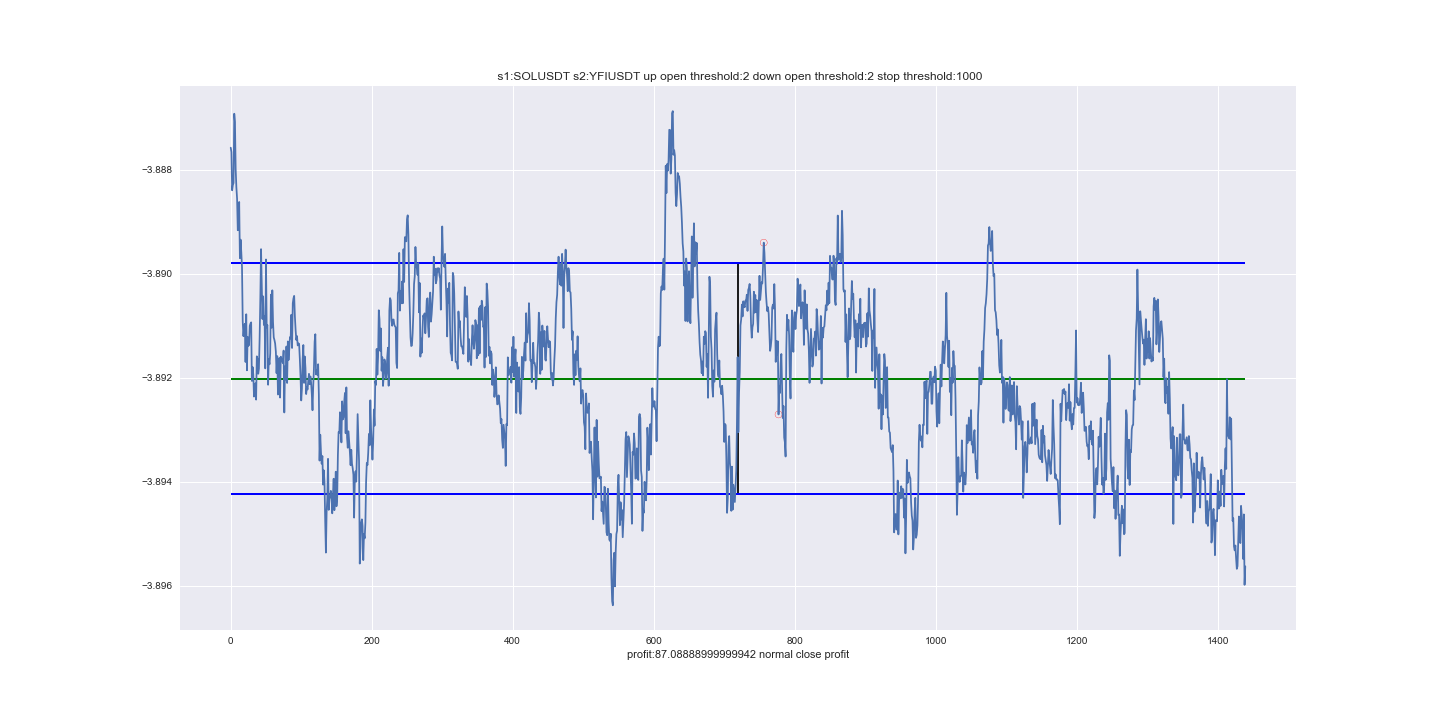 s1:SOLUSDT s2:YFIUSDT up open threshold:2 down open threshold:2 stop threshold:1000
−3.888
−3.890
−3.892
−3.894
−3.896
0 200 400 600 800 1000 1200 1400
profit:87.08888999999942 normal close profit